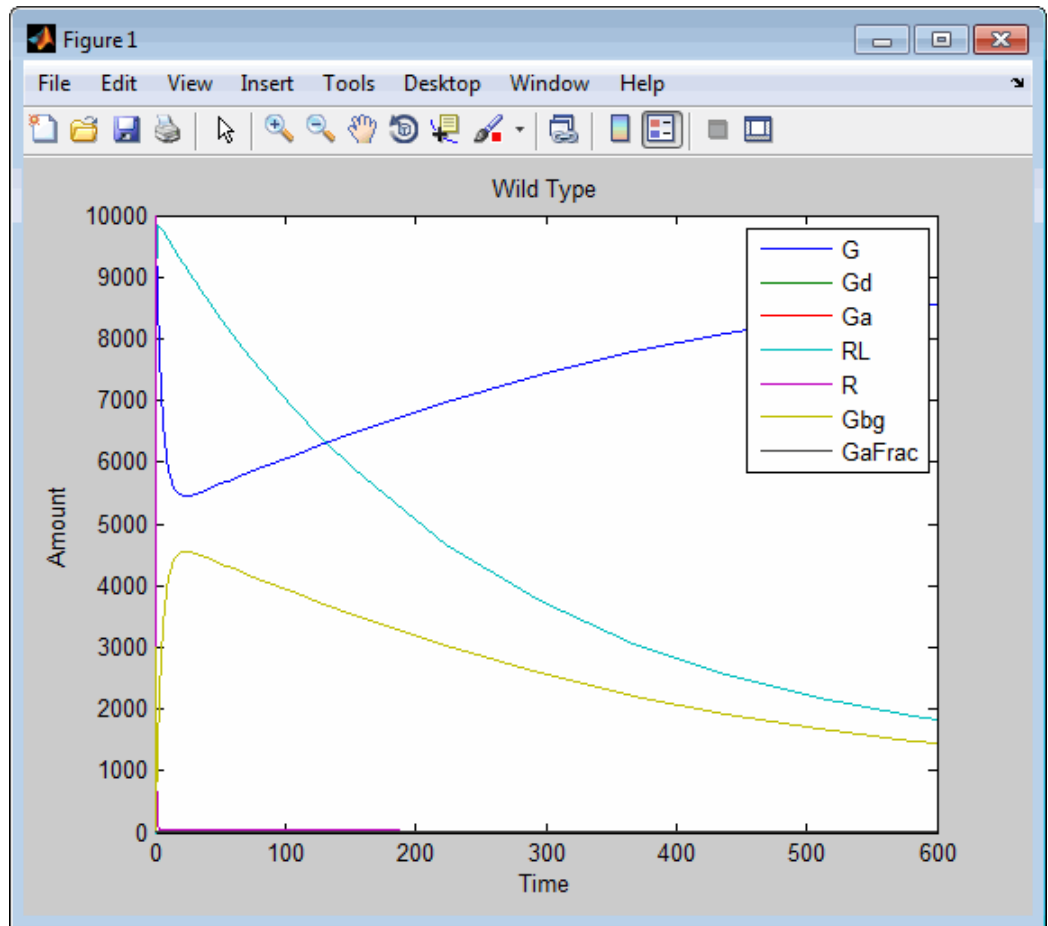 Figure 1
File Edit View Insert Tools Desktop Window Help
Wild Type
10000
9000
8000
7000
6000
5000
4000
3000
2000
1000
0
Amount
G
Gd
Ga
RL
R
Gbg
GaFrac
0 100 200 300 400 500 600
Time